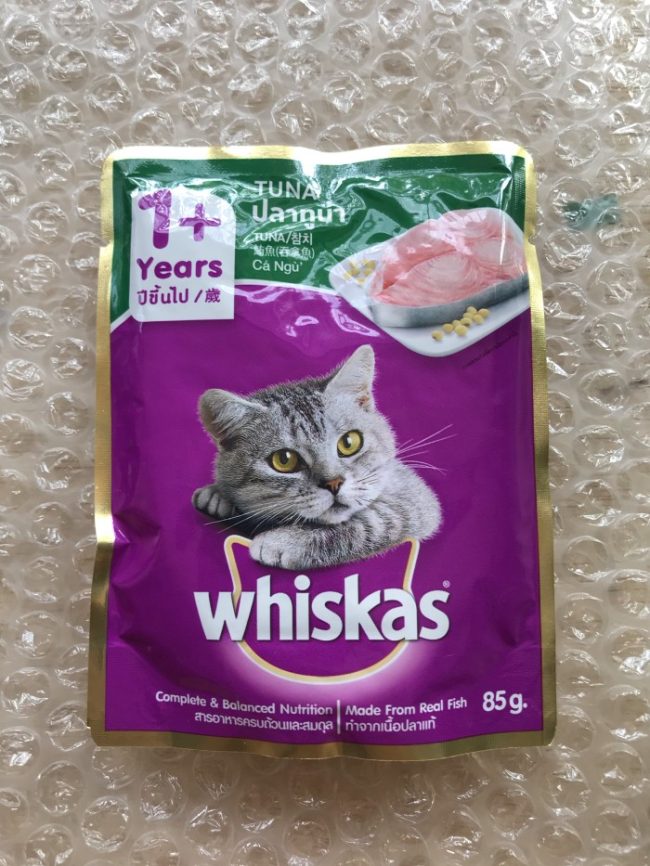 1+
Years
ปีขึ้นไป / 歲
TUNA
ปลาทูน่า
TUNA/참치
鮪魚(吞拿魚)
Cá Ngừ
whiskas®
Complete & Balanced Nutrition
สารอาหารครบถ้วนและสมดุล
Made From Real Fish
ทำจากเนื้อปลาแท้
85g.